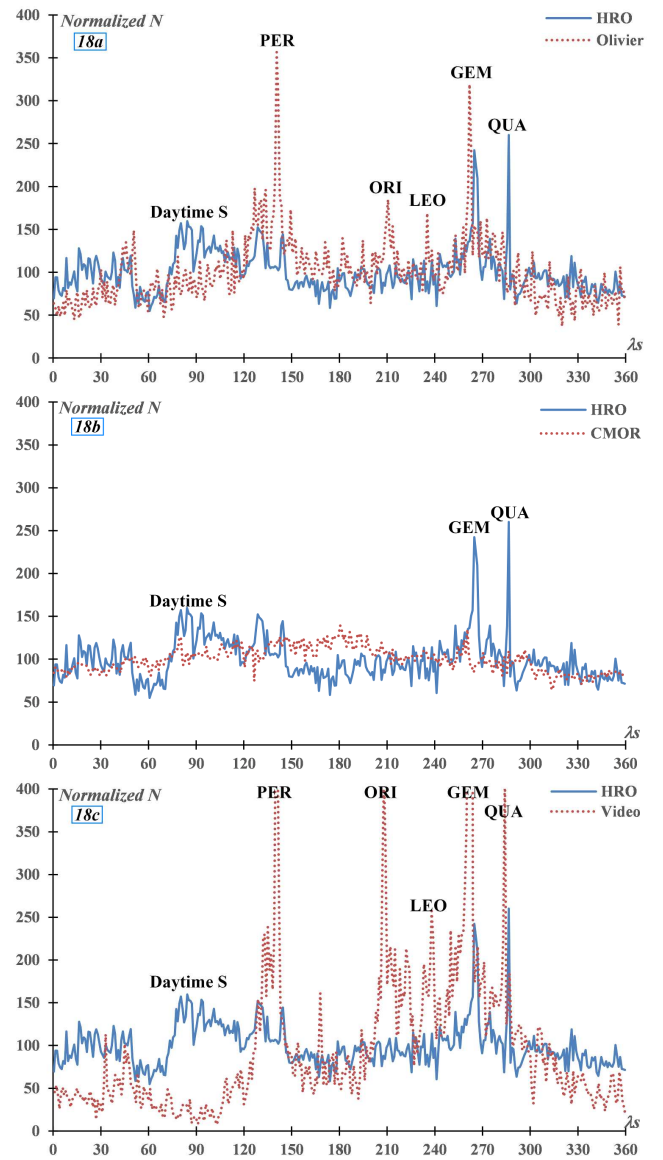 Normalized N
HRO
18a
Olivier
PER
GEM
QUA
ORI
LEO
Daytime S
400
350
300
250
200
150
100
50
0
λs
0 30 60 90 120 150 180 210 240 270 300 330 360
Normalized N
HRO
18b
CMOR
QUA
GEM
Daytime S
400
350
300
250
200
150
100
50
0
λs
0 30 60 90 120 150 180 210 240 270 300 330 360
Normalized N
HRO
18c
Video
PER
ORI
GEM
QUA
LEO
Daytime S
400
350
300
250
200
150
100
50
0
λs
0 30 60 90 120 150 180 210 240 270 300 330 360